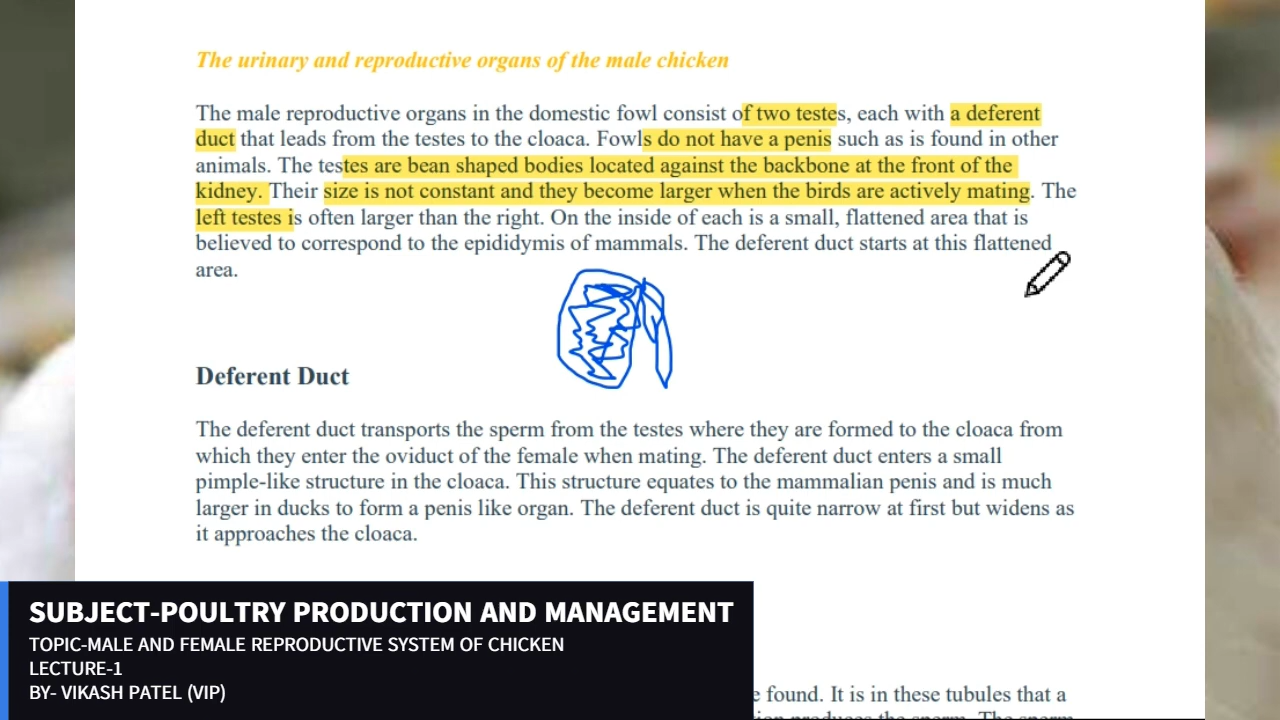 The urinary and reproductive organs of the male chicken
The male reproductive organs in the domestic fowl consist of two testes, each with a deferent
duct that leads from the testes to the cloaca. Fowls do not have a penis such as is found in other
animals. The testes are bean shaped bodies located against the backbone at the front of the
kidney. Their size is not constant and they become larger when the birds are actively mating. The
left testes is often larger than the right. On the inside of each is a small, flattened area that is
believed to correspond to the epididymis of mammals. The deferent duct starts at this flattened
area.
Deferent Duct
The deferent duct transports the sperm from the testes where they are formed to the cloaca from
which they enter the oviduct of the female when mating. The deferent duct enters a small
pimple-like structure in the cloaca. This structure equates to the mammalian penis and is much
larger in ducks to form a penis like organ. The deferent duct is quite narrow at first but widens as
it approaches the cloaca.
SUBJECT-POULTRY PRODUCTION AND MANAGEMENT
TOPIC-MALE AND FEMALE REPRODUCTIVE SYSTEM OF CHICKEN
LECTURE-1
BY- VIKASH PATEL (VIP)
found. It is in these tubules that a
produces the sperm. The sperm